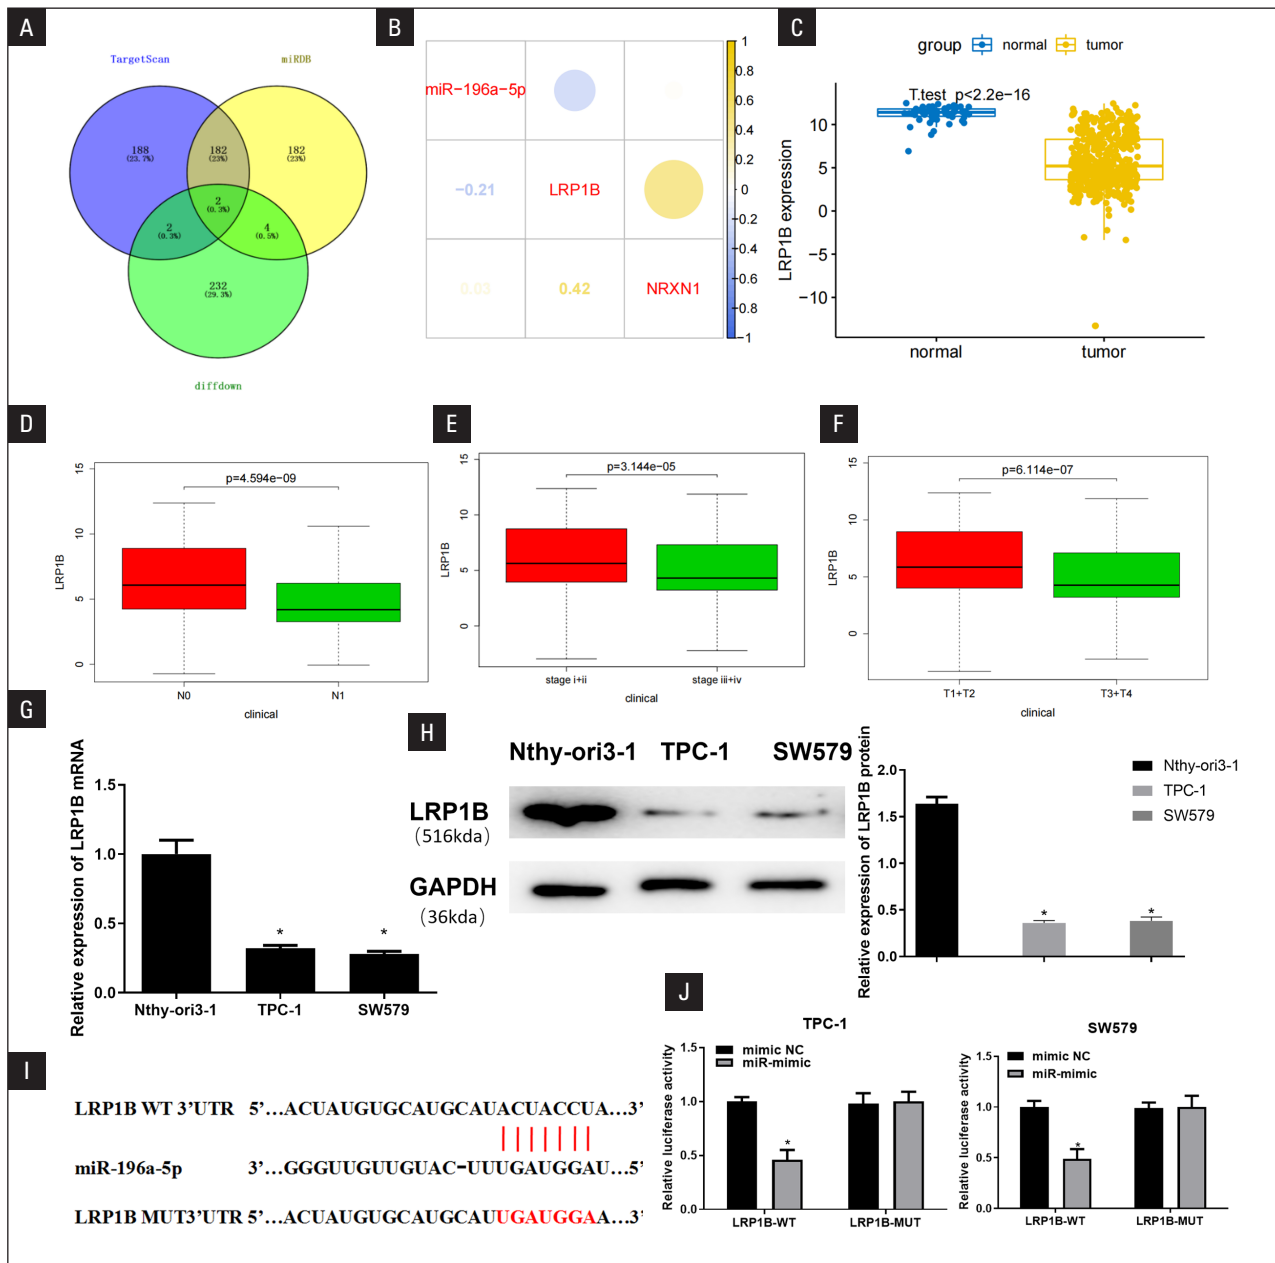 A
TargetScan
miRDB
188
(23.7%)
182
(23%)
182
(23%)
2
(0.3%)
2
(0.3%)
4
(0.5%)
232
(29.3%)
diffdown
B
miR−196a−5p
−0.21
LRP1B
0.03
0.42
NRXN1
1
0.8
0.6
0.4
0.2
0
−0.2
−0.4
−0.6
−0.8
−1
C
group normal tumor
T.test p<2.2e−16
LRP1B expression
10
5
0
−5
−10
normal
tumor
D
p=4.594e−09
LRP1B
15
10
5
0
N0
N1
clinical
E
p=3.144e−05
LRP1B
15
10
5
0
stage i+ii
stage iii+iv
clinical
F
p=6.114e−07
LRP1B
15
10
5
0
T1+T2
T3+T4
clinical
G
Relative expression of LRP1B mRNA
1.5
1.0
0.5
0.0
*
*
Nthy-ori3-1
TPC-1
SW579
H
Nthy-ori3-1 TPC-1 SW579
LRP1B
(516kda)
GAPDH
(36kda)
Relative expression of LRP1B protein
2.0
1.5
1.0
0.5
0.0
*
*
Nthy-ori3-1
TPC-1
SW579
I
LRP1B WT 3’UTR 5’…ACUAUGUGCAUGCAUACUACCUA…3’
miR-196a-5p 3’…GGGUUGUUGUAC-UUUGAUGGAU…5’
LRP1B MUT3’UTR 5’…ACUAUGUGCAUGCAUUGAUGGAA…3’
J
TPC-1
Relative luciferase activity
1.5
1.0
0.5
0.0
mimic NC
miR-mimic
*
LRP1B-WT
LRP1B-MUT
SW579
Relative luciferase activity
1.5
1.0
0.5
0.0
mimic NC
miR-mimic
*
LRP1B-WT
LRP1B-MUT